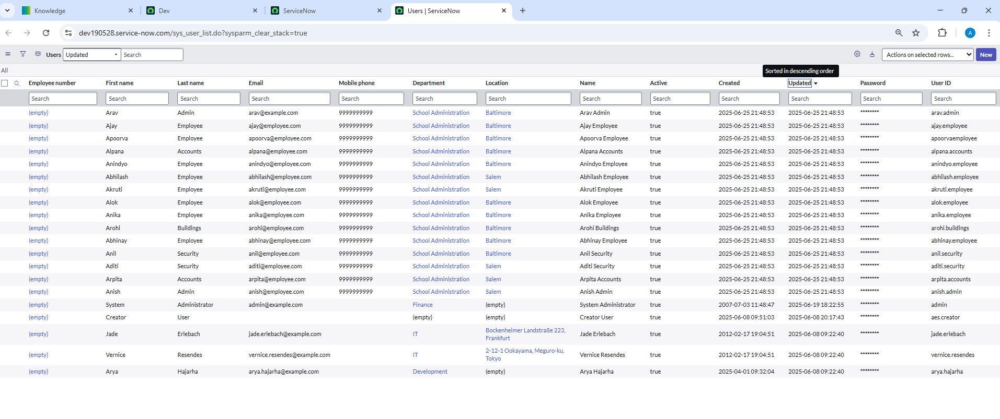 Knowledge
Dev
ServiceNow
Users | ServiceNow
dev190528.service-now.com/sys_user_list.do?sysparm_clear_stack=true
A
Users Updated Search Actions on selected rows... New
All
Sorted in descending order
Employee number First name Last name Email Mobile phone Department Location Name Active Created Updated Password User ID
Search Search Search Search Search Search Search Search Search Search Search Search Search
(empty) Arav Admin arav@example.com 9999999999 School Administration Baltimore Arav Admin true 2025-06-25 21:48:53 2025-06-25 21:48:53 ******** arav.admin
(empty) Ajay Employee ajay@employee.com 9999999999 School Administration Baltimore Ajay Employee true 2025-06-25 21:48:53 2025-06-25 21:48:53 ******** ajay.employee
(empty) Apoorva Employee apoorva@employee.com 9999999999 School Administration Baltimore Apoorva Employee true 2025-06-25 21:48:53 2025-06-25 21:48:53 ******** apoorvaemployee
(empty) Alpana Accounts alpana@employee.com 9999999999 School Administration Baltimore Alpana Accounts true 2025-06-25 21:48:53 2025-06-25 21:48:53 ******** alpana.accounts
(empty) Anindyo Employee anindyo@employee.com 9999999999 School Administration Baltimore Anindyo Employee true 2025-06-25 21:48:53 2025-06-25 21:48:53 ******** anindyo.employee
(empty) Abhilash Employee abhilash@employee.com 9999999999 School Administration Salem Abhilash Employee true 2025-06-25 21:48:53 2025-06-25 21:48:53 ******** abhilash.employee
(empty) Akruti Employee akruti@employee.com 9999999999 School Administration Salem Akruti Employee true 2025-06-25 21:48:53 2025-06-25 21:48:53 ******** akruti.employee
(empty) Alok Employee alok@employee.com 9999999999 School Administration Baltimore Alok Employee true 2025-06-25 21:48:53 2025-06-25 21:48:53 ******** alok.employee
(empty) Anika Employee anika@employee.com 9999999999 School Administration Baltimore Anika Employee true 2025-06-25 21:48:53 2025-06-25 21:48:53 ******** anika.employee
(empty) Arohi Buildings arohi@employee.com 9999999999 School Administration Baltimore Arohi Buildings true 2025-06-25 21:48:53 2025-06-25 21:48:53 ******** arohi.buildings
(empty) Abhinay Employee abhinay@employee.com 9999999999 School Administration Baltimore Abhinay Employee true 2025-06-25 21:48:53 2025-06-25 21:48:53 ******** abhinay.employee
(empty) Anil Security anil@employee.com 9999999999 School Administration Baltimore Anil Security true 2025-06-25 21:48:53 2025-06-25 21:48:53 ******** anil.security
(empty) Aditi Security aditi@employee.com 9999999999 School Administration Salem Aditi Security true 2025-06-25 21:48:53 2025-06-25 21:48:53 ******** aditi.security
(empty) Arpita Accounts arpita@employee.com 9999999999 School Administration Salem Arpita Accounts true 2025-06-25 21:48:53 2025-06-25 21:48:53 ******** arpita.accounts
(empty) Anish Admin anish@employee.com 9999999999 School Administration Salem Anish Admin true 2025-06-25 21:48:53 2025-06-25 21:48:53 ******** anish.admin
(empty) System Administrator admin@example.com Finance (empty) System Administrator true 2007-07-03 11:48:47 2025-06-19 18:22:55 ******** admin
(empty) Creator User (empty) (empty) Creator User true 2025-06-08 09:51:03 2025-06-08 20:17:43 ******** aes.creator
(empty) Jade Erlebach jade.erlebach@example.com IT Bockenheimer Landstraße 223, Jade Erlebach true 2012-02-17 19:04:51 2025-06-08 09:22:40 ******** jade.erlebach
Frankfurt
(empty) Vernice Resendes vernice.resendes@example.com IT 2-12-1 Ookayama, Meguro-ku, Vernice Resendes true 2012-02-17 19:04:51 2025-06-08 09:22:40 ******** vernice.resendes
Tokyo
(empty) Arya Hajarha arya.hajarha@example.com Development (empty) Arya Hajarha true 2025-04-01 09:32:04 2025-06-08 09:22:40 ******** arya.hajarha